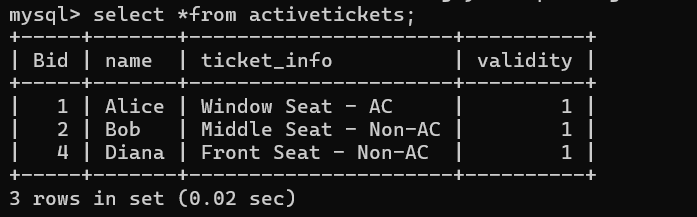 mysql> select *from activetickets;
+-----+-------+-----------------------+----------+
| Bid | name  | ticket_info           | validity |
+-----+-------+-----------------------+----------+
|   1 | Alice | Window Seat - AC      |        1 |
|   2 | Bob   | Middle Seat - Non-AC  |        1 |
|   4 | Diana | Front Seat - Non-AC   |        1 |
+-----+-------+-----------------------+----------+
3 rows in set (0.02 sec)